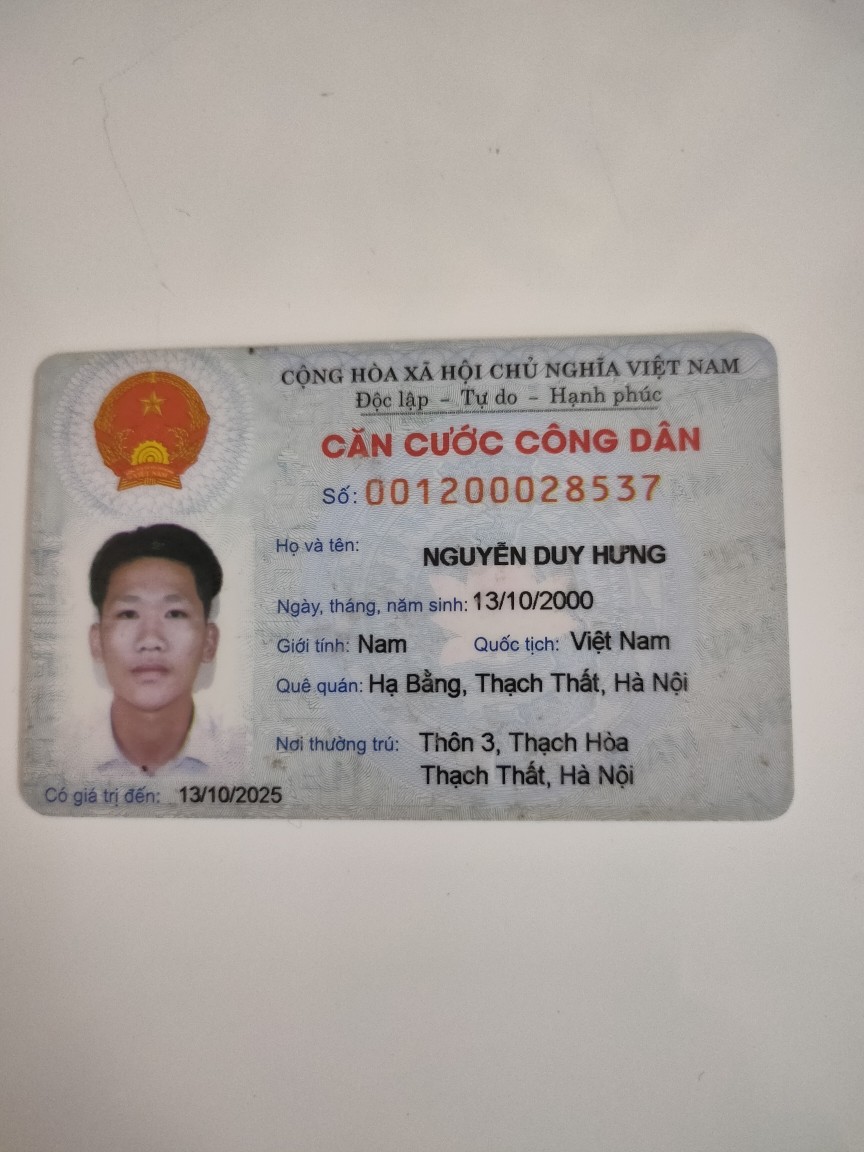 CỘNG HÒA XÃ HỘI CHỦ NGHĨA VIỆT NAM
Độc lập - Tự do - Hạnh phúc
CĂN CƯỚC CÔNG DÂN
Số: 001200028537
Họ và tên: NGUYỄN DUY HƯNG
Ngày, tháng, năm sinh: 13/10/2000
Giới tính: Nam Quốc tịch: Việt Nam
Quê quán: Hạ Bằng, Thạch Thất, Hà Nội
Nơi thường trú: Thôn 3, Thạch Hòa
Thạch Thất, Hà Nội
Có giá trị đến: 13/10/2025